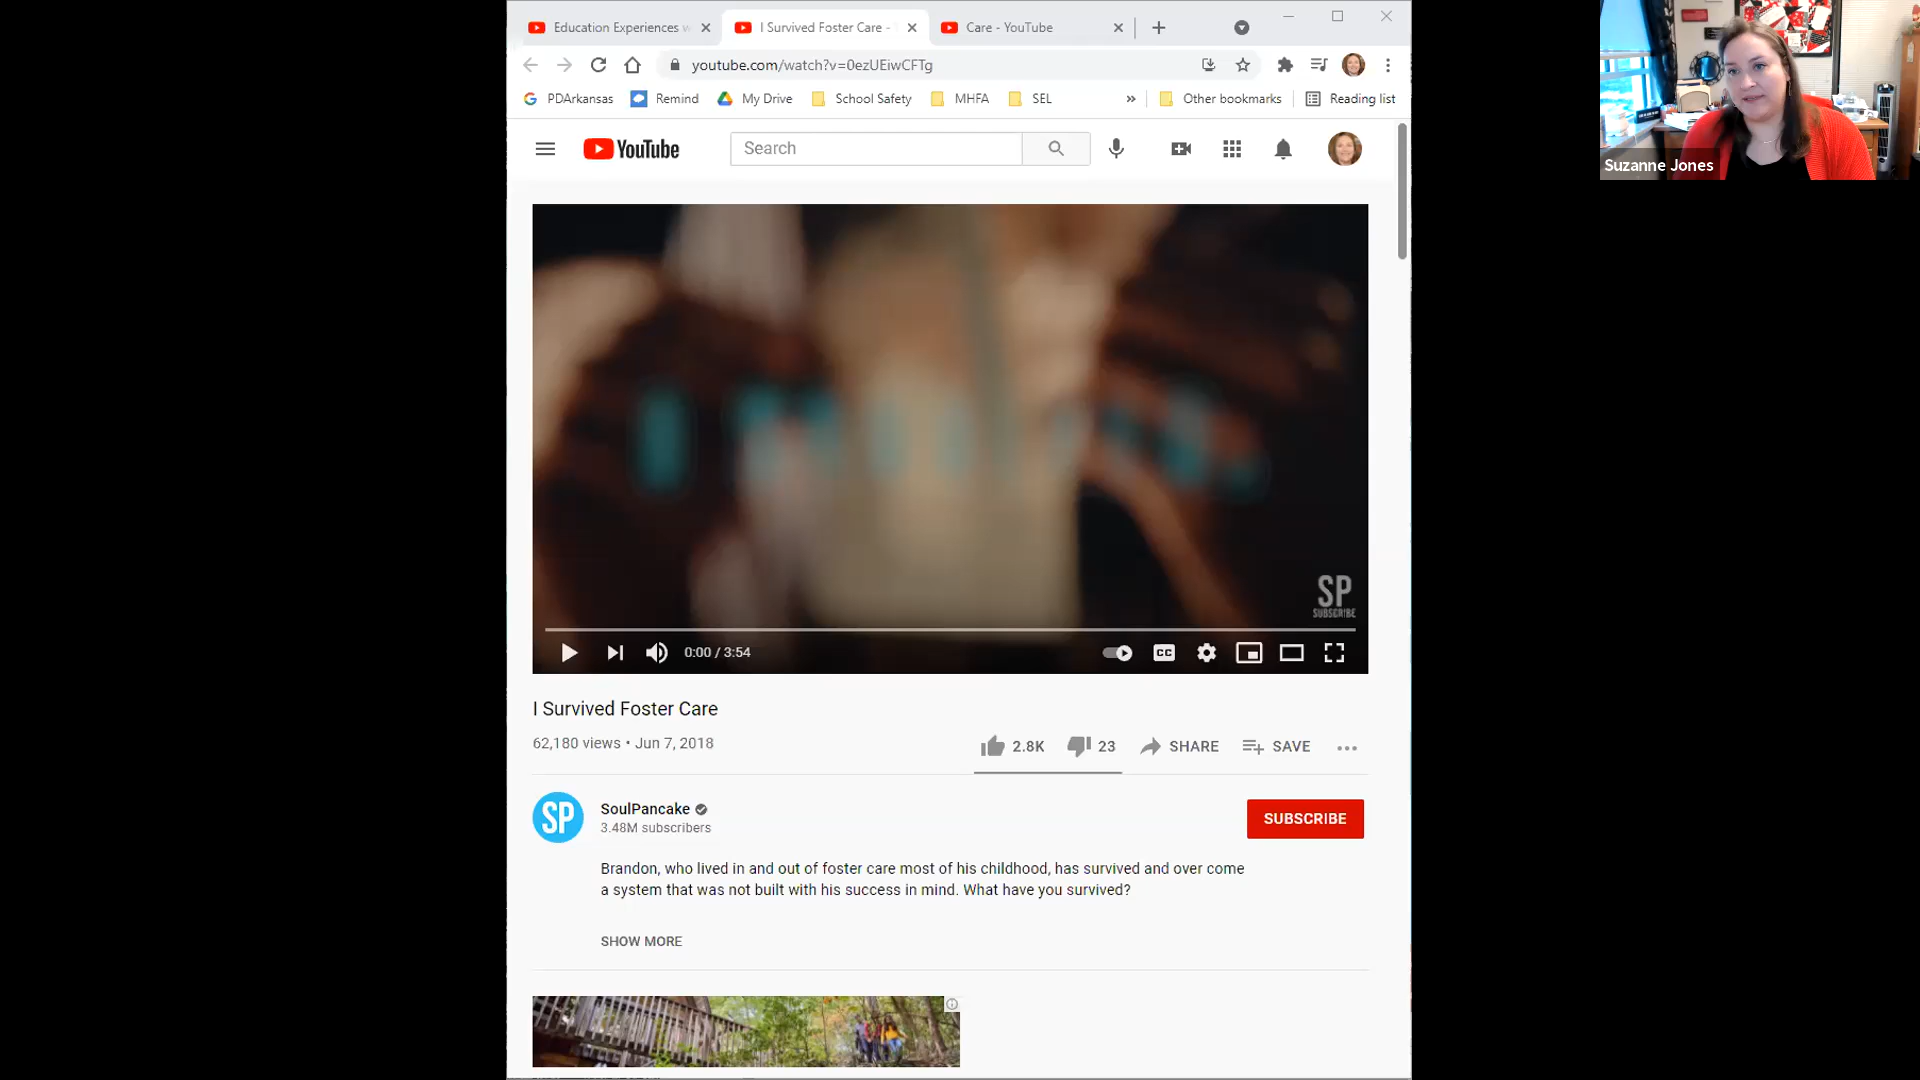 Education Experiences w
I Survived Foster Care -
Care - YouTube
youtube.com/watch?v=0ezUEiwCFTg
PDArkansas
Remind
My Drive
School Safety
MHFA
SEL
»
Other bookmarks
Reading list
YouTube
Search
Suzanne Jones
SP
SUBSCRIBE
0:00 / 3:54
CC
I Survived Foster Care
62,180 views • Jun 7, 2018
2.8K
23
SHARE
SAVE
SP
SoulPancake
3.48M subscribers
SUBSCRIBE
Brandon, who lived in and out of foster care most of his childhood, has survived and over come
a system that was not built with his success in mind. What have you survived?
SHOW MORE